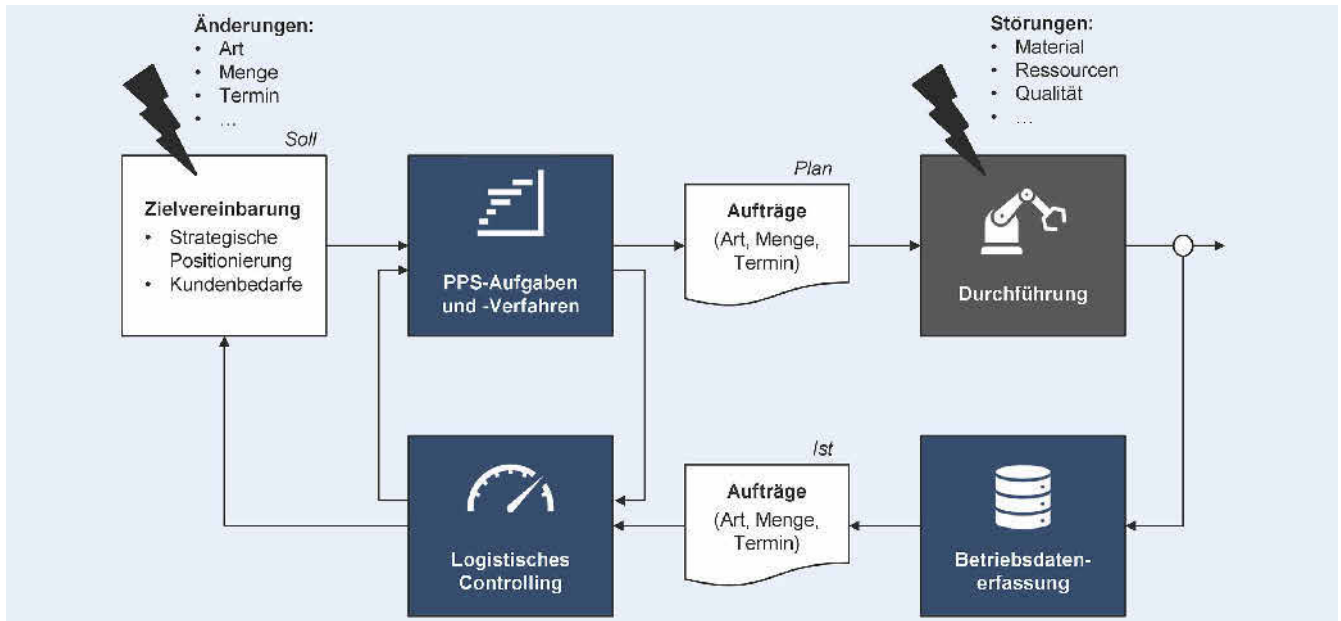 Änderungen:
• Art
• Menge
• Termin
• ...
Störungen:
• Material
• Ressourcen
• Qualität
• ...
Soll
Zielvereinbarung
• Strategische
Positionierung
• Kundenbedarfe
PPS-Aufgaben
und -Verfahren
Plan
Aufträge
(Art, Menge,
Termin)
Durchführung
Logistisches
Controlling
Ist
Aufträge
(Art, Menge,
Termin)
Betriebsdaten-
erfassung